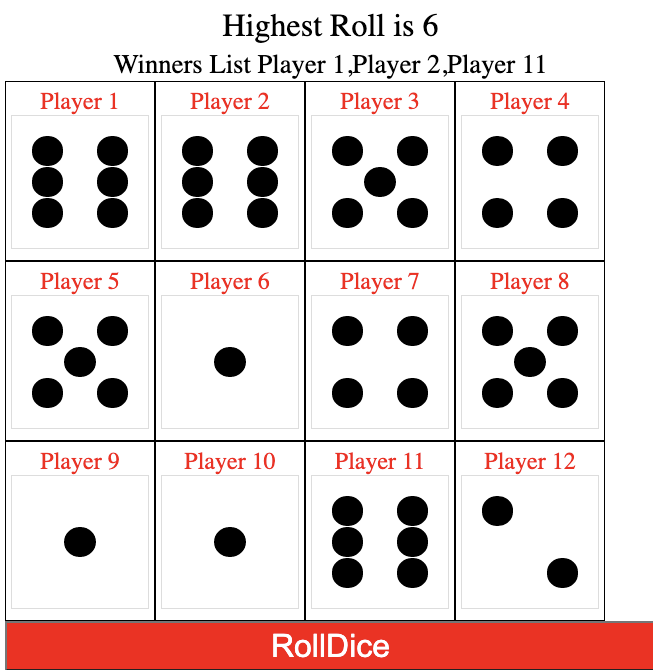 Highest Roll is 6
Winners List Player 1,Player 2,Player 11
Player 1
Player 2
Player 3
Player 4
Player 5
Player 6
Player 7
Player 8
Player 9
Player 10
Player 11
Player 12
RollDice